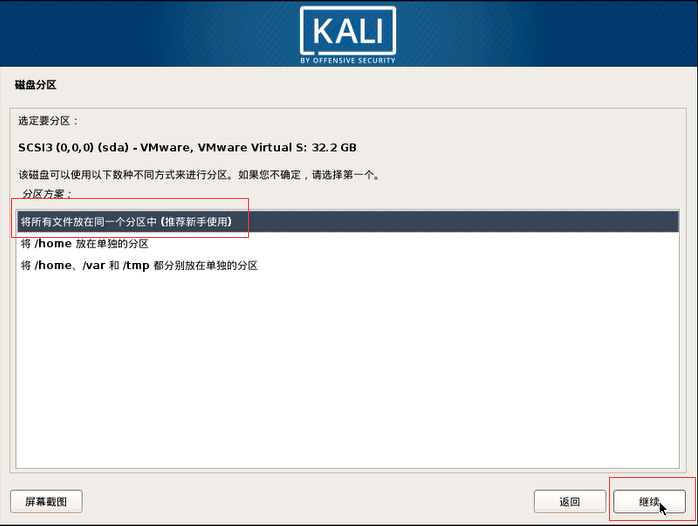 KALI
BY OFFENSIVE SECURITY
磁盘分区
选定要分区：
SCSI3 (0,0,0) (sda) - VMware, VMware Virtual S: 32.2 GB
该磁盘可以使用以下数种不同方式来进行分区。如果您不确定，请选择第一个。
分区方案：
将所有文件放在同一个分区中 (推荐新手使用)
将 /home 放在单独的分区
将 /home、/var 和 /tmp 都分别放在单独的分区
屏幕截图
返回
继续